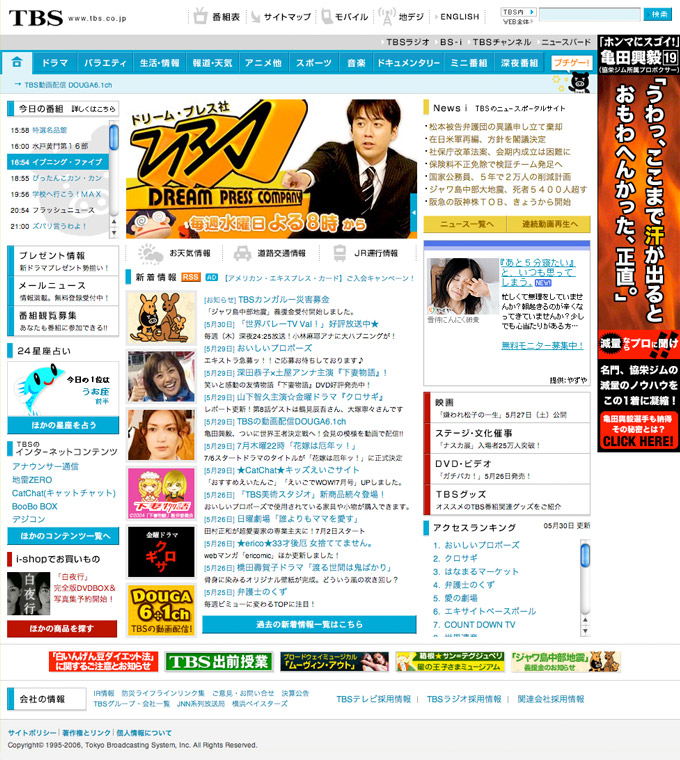 TBS www.tbs.co.jp
番組表
サイトマップ
モバイル
地デジ
ENGLISH
TBS内
WEB全体
検索
TBSラジオ
BS-i
TBSチャンネル
ニュースバード
ドラマ
バラエティ
生活・情報
報道・天気
アニメ他
スポーツ
音楽
ドキュメンタリー
ミニ番組
深夜番組
ブチゲー!
→ TBS動画配信 DOUGA6.1ch
今日の番組 詳しくはこちら
15:58 特選名品館
16:00 水戸黄門第16部
16:54 イブニング・ファイブ
18:55 ぴったんこカン・カン
19:56 学校へ行こう!MAX
20:54 フラッシュニュース
21:00 ズバリ言うわよ!
プレゼント情報
新ドラマプレゼント勢揃い!
メールニュース
情報満載。無料登録受付中!
番組観覧募集
あなたも番組に参加できる!!
24星座占い
今日の1位は
うお座
前半
ほかの星座を占う
TBSの
インターネットコンテンツ
アナウンサー通信
地雷ZERO
CatChat(キャットチャット)
BooBo BOX
デジコン
ほかのコンテンツ一覧へ
i-shopでお買いもの
白夜行
「白夜行」
完全版DVDBOX&
写真集予約開始!
ほかの商品を探す
ドリーム・プレス社
DREAM PRESS COMPANY
毎週水曜日 よる8時 から
お天気情報
道路交通情報
JR運行情報
新着情報 RSS AD 【アメリカン・エキスプレス・カード】ご入会キャンペーン!
[お知らせ] TBSカンガルー災害募金
「ジャワ島中部地震」義援金受付開始しました。
[5月30日] 「世界バレーTV Val!」好評放送中★
毎週(木)深夜24:25放送!小林麻耶アナに大ハプニングが!
[5月29日] おいしいプロポーズ
エキストラ急募ッ!!ご応募お待ちしております♪
[5月29日] 深田恭子×土屋アンナ主演『下妻物語』!
笑いと感動の友情物語「下妻物語」DVD好評発売中!
[5月29日] 山下智久主演☆金曜ドラマ『クロサギ』
レポート更新!第8話ゲストは鶴見辰吾さん、大塚寧々さんです
[5月29日] TBSの動画配信DOUGA6.1ch
亀田興毅、ついに世界王者決定戦へ!会見の模様を動画で配信!!
[5月29日] 7月木曜22時「花嫁は厄年ッ!」
7/6スタートドラマのタイトルが「花嫁は厄年ッ!」に正式決定
[5月29日] ★CatChat★キッズえいごサイト
「おすすめえいたんご」「えいごでWOW!7月号」UPしました。
[5月26日] 「TBS美術スタジオ」新商品続々登場!
おいしいプロポーズで使用されている家具や小物が購入できます。
[5月26日] 日曜劇場「誰よりもママを愛す」
田村正和が超愛妻家の専業主夫に!7月2日スタート
[5月26日] ★erico★33才後厄 女捨ててません。
webマンガ「ericomic」ほか更新しました!
[5月26日] 橋田壽賀子ドラマ「渡る世間は鬼ばかり」
骨身に染みるオリジナル壁紙が完成。どういう風の吹き回し?
[5月25日] 弁護士のくず
毎週ビミョーに変わるTOPに注目!
過去の新着情報一覧はこちら
下妻物語
金曜ドラマ
クロサギ
DOUGA
6.1ch
TBSの動画配信!
News i TBSのニュースポータルサイト
松本被告弁護団の異議申し立て棄却
在日米軍再編、方針を閣議決定
社保庁改革法案、会期内成立は困難に
保険料不正免除で検証チーム発足へ
国家公務員、5年で2万人の削減計画
ジャワ島中部大地震、死者5400人超す
阪急の阪神株TOB、きょうから開始
ニュース一覧へ
連続動画再生へ
『あと5分寝たい』
と、いつも思って
しまう。NEW!
忙しくて無理をしていま
せんか?朝起きるのが辛く
なってきていませんか?少し
でも心当たりがある方…
無料モニター募集中!
提供:やずや
映画
「嫌われ松子の一生」5月27日(土)公開
ステージ・文化催事
「ナスカ展」入場者25万人突破!
DVD・ビデオ
「ガチバカ!」5月26日発売!
TBSグッズ
オススメのTBS番組関連グッズをご紹介
アクセスランキング 05月30日 更新
1. おいしいプロポーズ
2. クロサギ
3. はなまるマーケット
4. 弁護士のくず
5. 愛の劇場
6. エキサイトベースボール
7. COUNT DOWN TV
「ホンマにスゴイ!」
亀田興毅 19
(協栄ジム所属プロボクサー)
「うわっ、ここまで汗が出ると
おもわへんかった、正直。」
減量ならプロに聞け
名門、協栄ジムの
減量のノウハウを
この1着に凝縮!
亀田興毅選手も納得
その秘密とは?
CLICK HERE!
「白いんげん豆ダイエット法」
に関するご注意とお知らせ
TBS出前授業
ブロードウェイミュージカル
「ムーヴィン・アウト」
箱根★サン=テグジュペリ
星の王子さまミュージアム
「ジャワ島中部地震」
義援金のお知らせ
会社の情報
IR情報 防災ライフラインリンク集 ご意見・お問い合せ 決算公告
TBSグループ・会社一覧 JNN系列放送局 横浜ベイスターズ
TBSテレビ採用情報 | TBSラジオ採用情報 | 関連会社採用情報
サイトポリシー | 著作権とリンク | 個人情報について
Copyright© 1995-2006, Tokyo Broadcasting System, Inc. All Rights Reserved.